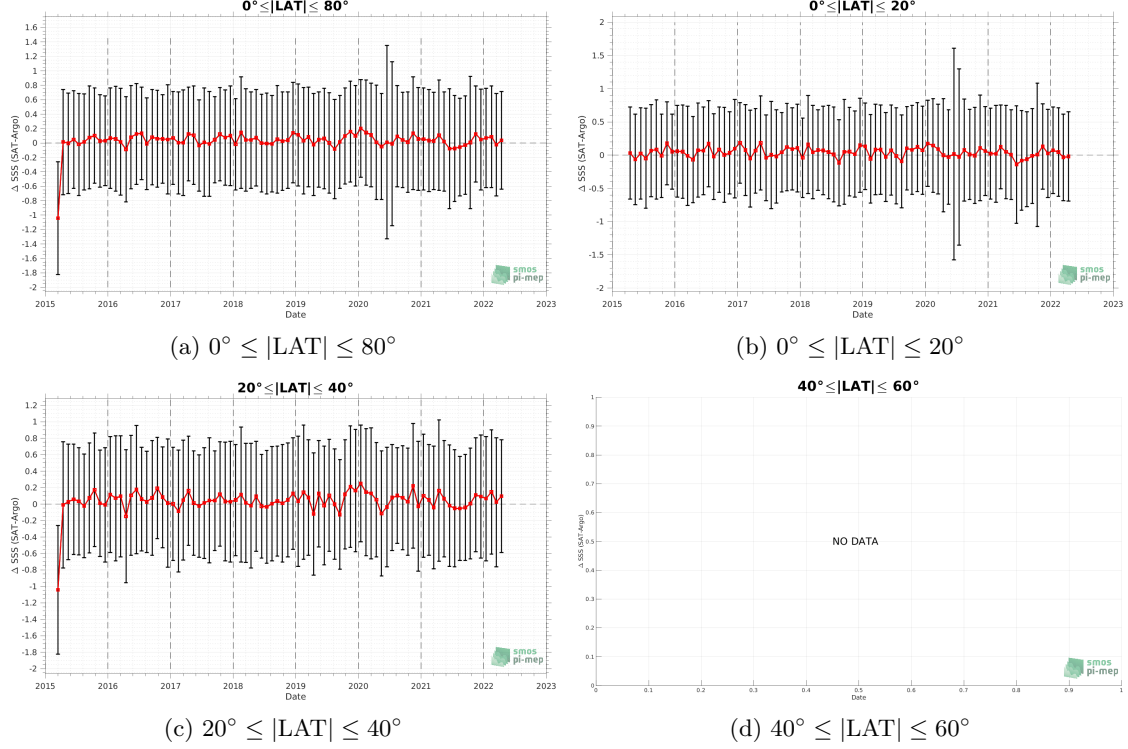 0°≤|LAT|≤ 80°
1.6
1.4
1.2
1
0.8
0.6
0.4
0.2
0
-0.2
-0.4
-0.6
-0.8
-1
-1.2
-1.4
-1.6
-1.8
-2
Δ SSS (SAT-Argo)
2015 2016 2017 2018 2019 2020 2021 2022 2023
Date
smos
pi-mep
(a) 0° ≤ |LAT| ≤ 80°
0°≤|LAT|≤ 20°
2
1.5
1
0.5
0
-0.5
-1
-1.5
-2
Δ SSS (SAT-Argo)
2015 2016 2017 2018 2019 2020 2021 2022 2023
Date
smos
pi-mep
(b) 0° ≤ |LAT| ≤ 20°
20°≤|LAT|≤ 40°
1.2
1
0.8
0.6
0.4
0.2
0
-0.2
-0.4
-0.6
-0.8
-1
-1.2
-1.4
-1.6
-1.8
-2
Δ SSS (SAT-Argo)
2015 2016 2017 2018 2019 2020 2021 2022 2023
Date
smos
pi-mep
(c) 20° ≤ |LAT| ≤ 40°
40°≤|LAT|≤ 60°
1
0.9
0.8
0.7
0.6
0.5
0.4
0.3
0.2
0.1
0
Δ SSS (SAT-Argo)
NO DATA
0 0.1 0.2 0.3 0.4 0.5 0.6 0.7 0.8 0.9 1
Date
smos
pi-mep
(d) 40° ≤ |LAT| ≤ 60°